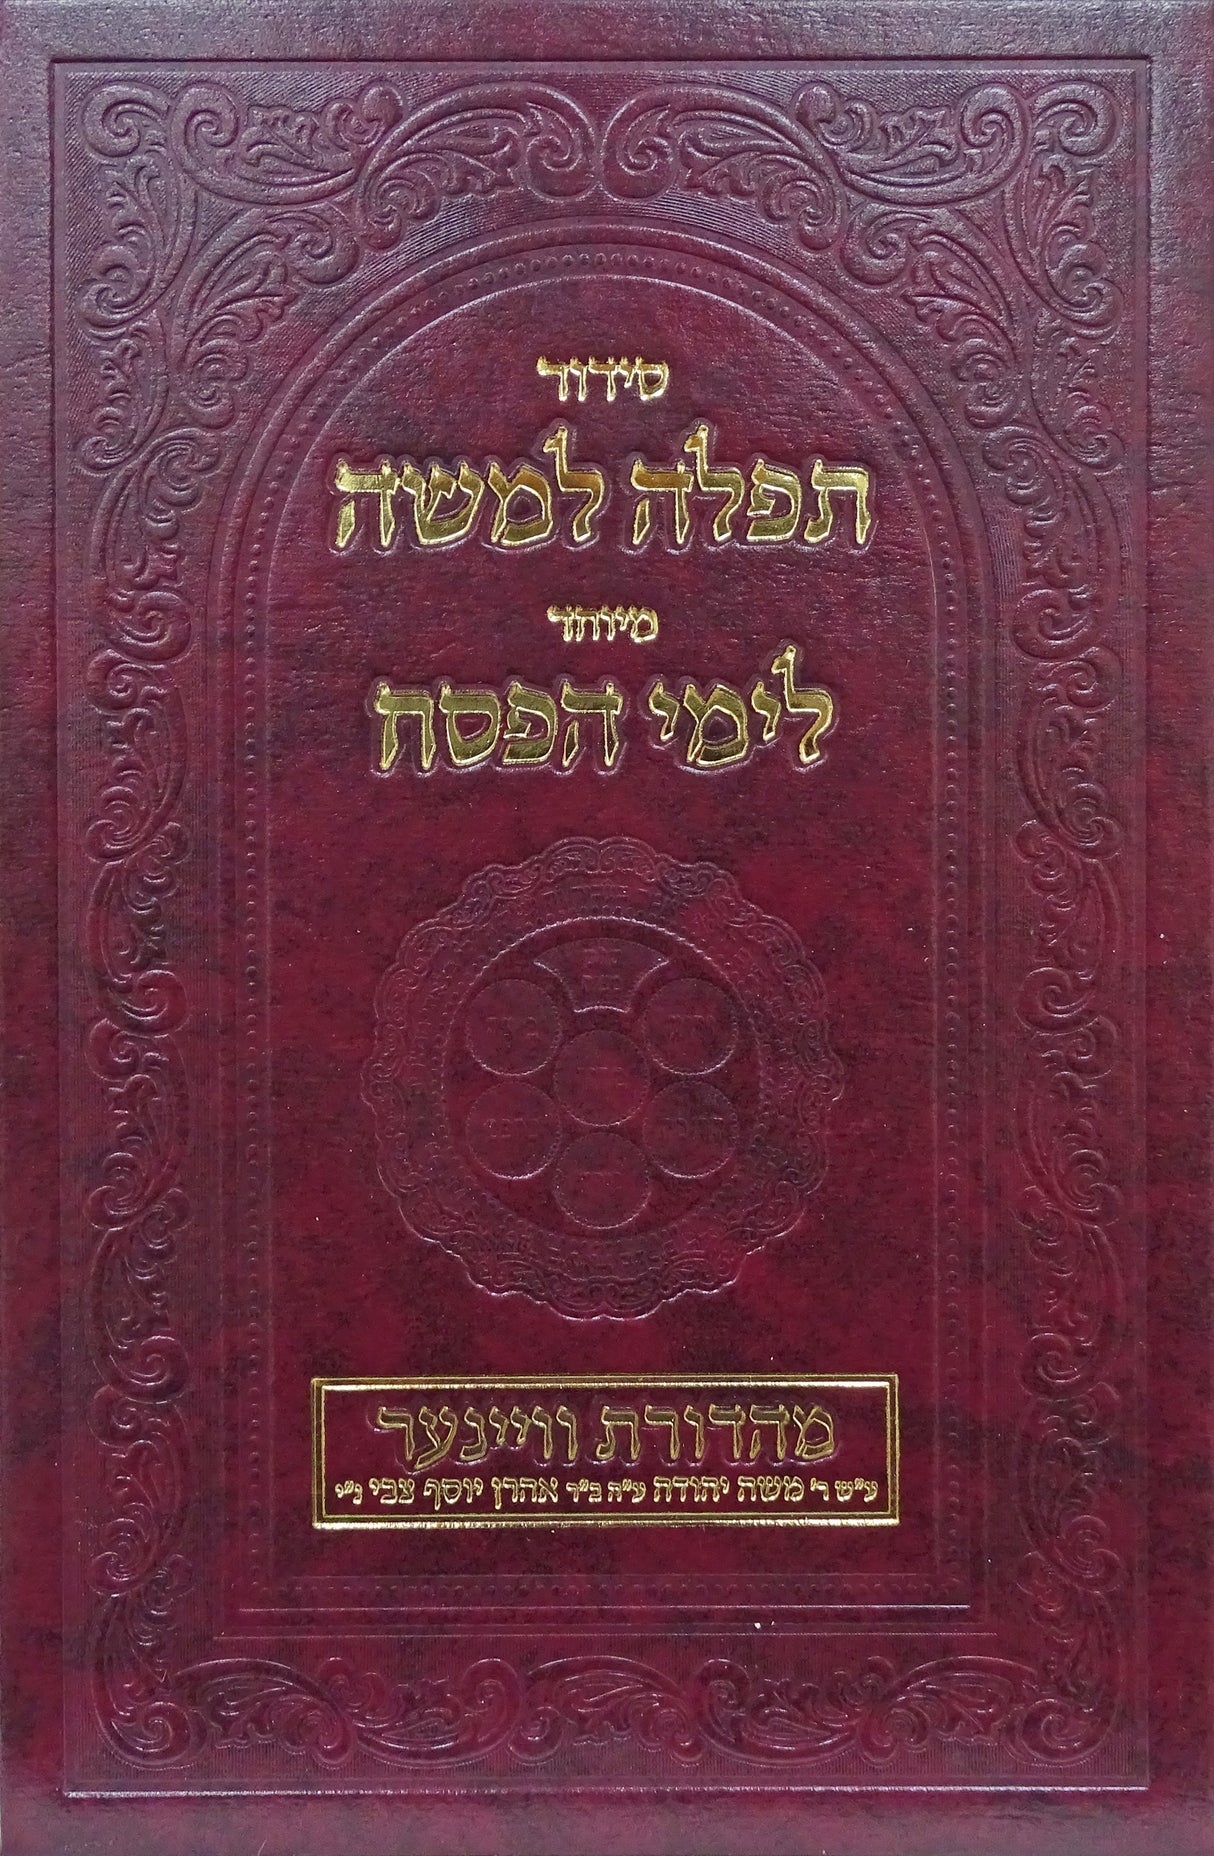 סידור
תפלה למשה
מיוחד
לימי הפסח
מהדורת וויינער
ע"ש ר' משה יהודה ע"ה ב"ר אהרן יוסף צבי נ"י